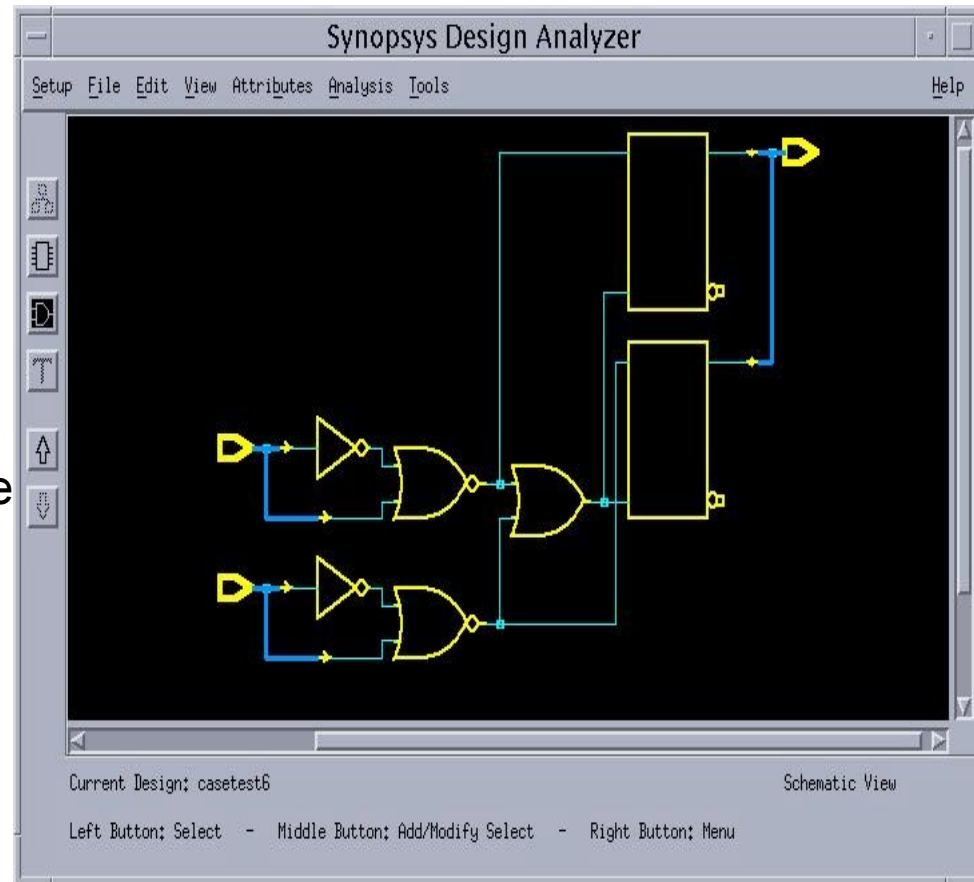 Synopsys Design Analyzer
Setup File Edit View Attributes Analysis Tools Help
e
Current Design: casetest6 Schematic View
Left Button: Select - Middle Button: Add/Modify Select - Right Button: Menu